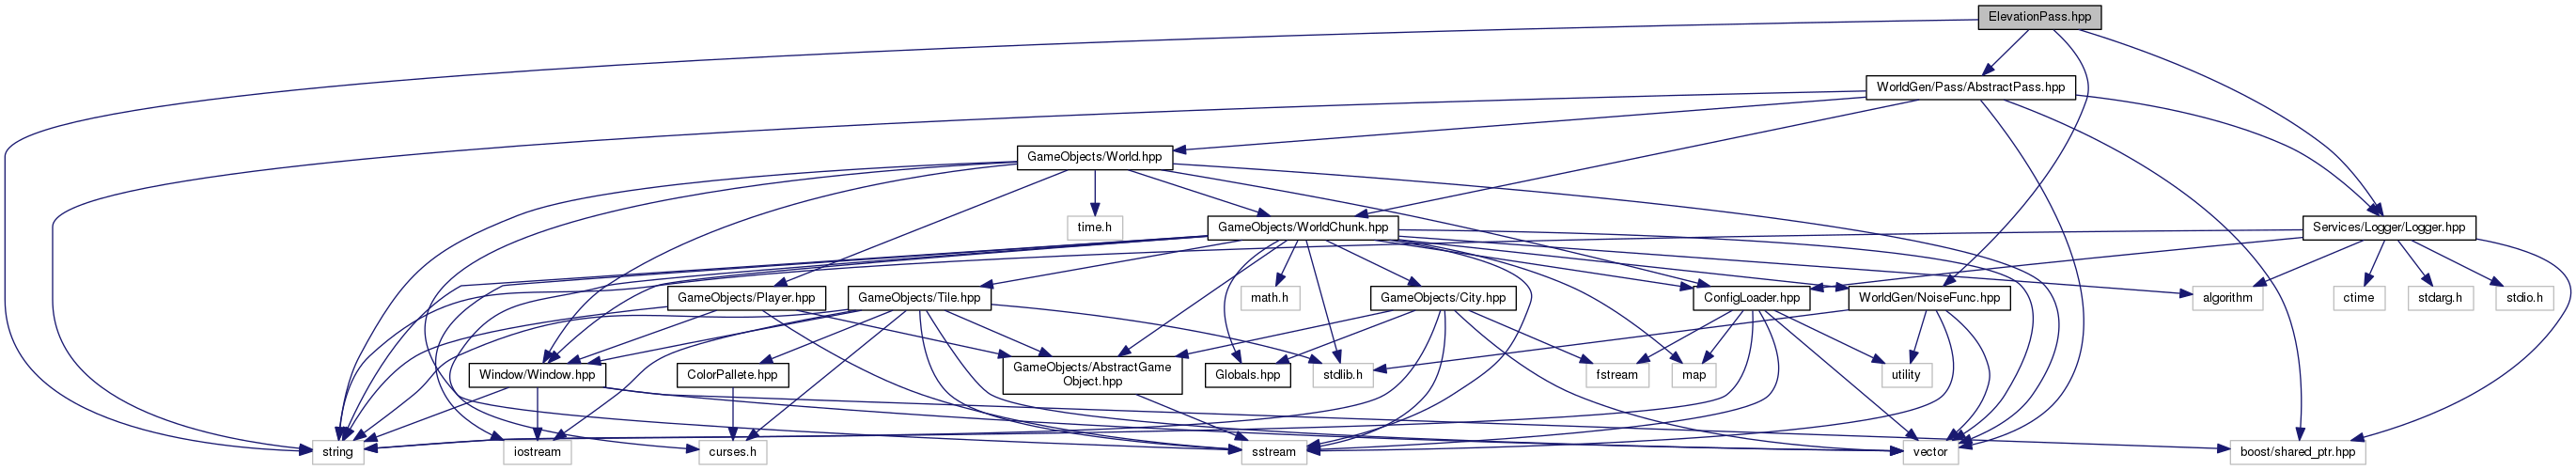 ElevationPass.hpp
WorldGen/Pass/AbstractPass.hpp
GameObjects/World.hpp
time.h
GameObjects/WorldChunk.hpp
Services/Logger/Logger.hpp
GameObjects/Player.hpp
GameObjects/Tile.hpp
math.h
GameObjects/City.hpp
ConfigLoader.hpp
WorldGen/NoiseFunc.hpp
algorithm
ctime
stdarg.h
stdio.h
Window/Window.hpp
ColorPallete.hpp
GameObjects/AbstractGame
Object.hpp
Globals.hpp
stdlib.h
fstream
map
utility
string
iostream
curses.h
sstream
vector
boost/shared_ptr.hpp